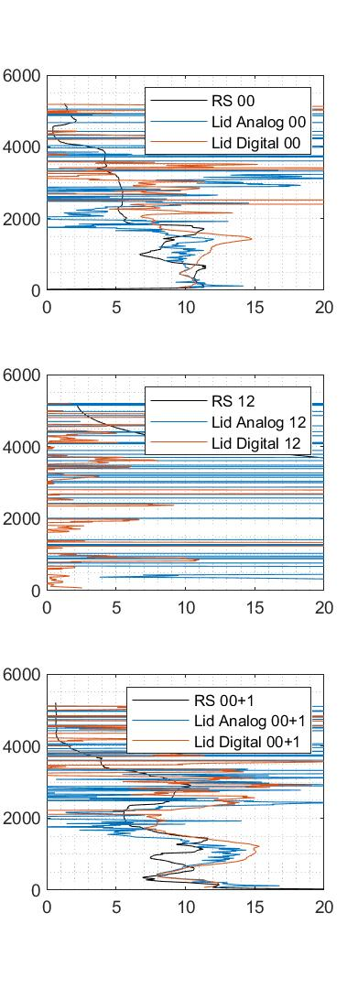 6000
RS 00
Lid Analog 00
Lid Digital 00
4000
2000
0
0 5 10 15 20
6000
RS 12
Lid Analog 12
Lid Digital 12
4000
2000
0
0 5 10 15 20
6000
RS 00+1
Lid Analog 00+1
Lid Digital 00+1
4000
2000
0
0 5 10 15 20